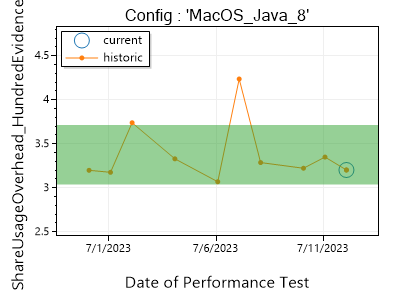 Config : 'MacOS_Java_8'
ShareUsageOverhead_HundredEvidence
current
historic
4.5
4
3.5
3
2.5
7/1/2023
7/6/2023
7/11/2023
Date of Performance Test